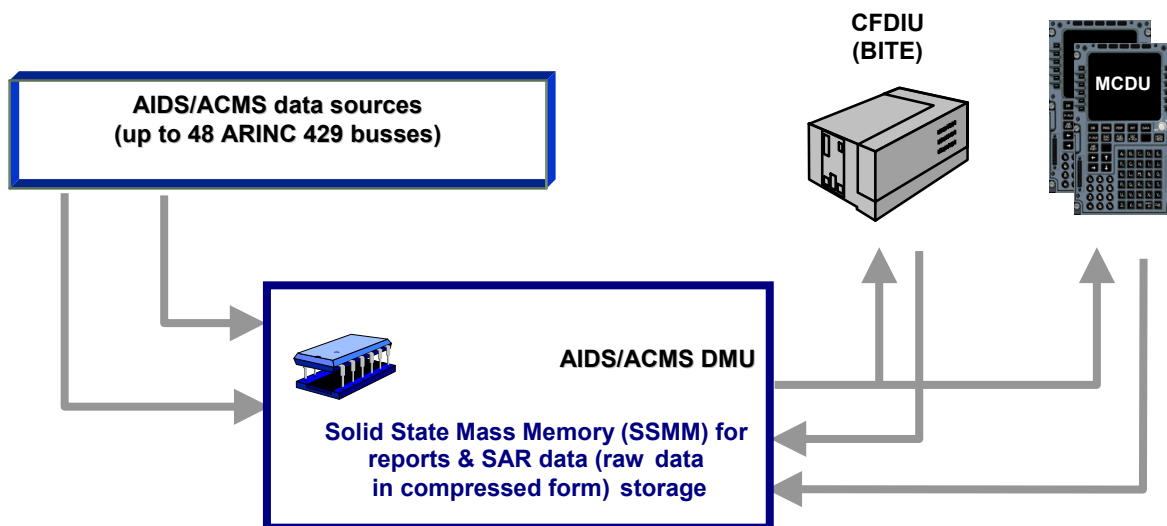 CFDIU
(BITE)
MCDU
AIDS/ACMS data sources
(up to 48 ARINC 429 busses)
AIDS/ACMS DMU
Solid State Mass Memory (SSMM) for
reports & SAR data (raw data
in compressed form) storage